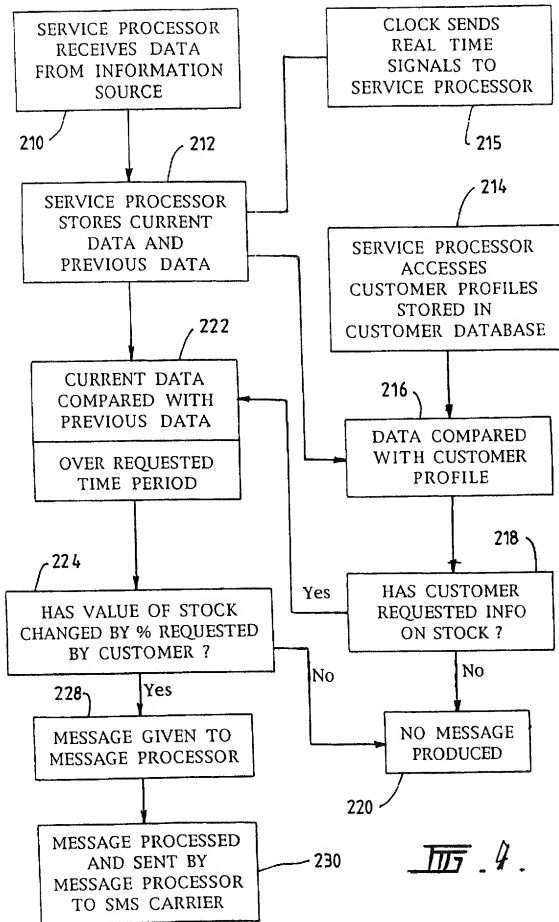 SERVICE PROCESSOR
RECEIVES DATA
FROM INFORMATION
SOURCE
210
CLOCK SENDS
REAL TIME
SIGNALS TO
SERVICE PROCESSOR
215
212
SERVICE PROCESSOR
STORES CURRENT
DATA AND
PREVIOUS DATA
214
SERVICE PROCESSOR
ACCESSES
CUSTOMER PROFILES
STORED IN
CUSTOMER DATABASE
222
CURRENT DATA
COMPARED WITH
PREVIOUS DATA
OVER REQUESTED
TIME PERIOD
216
DATA COMPARED
WITH CUSTOMER
PROFILE
218
HAS CUSTOMER
REQUESTED INFO
ON STOCK ?
Yes
No
224
HAS VALUE OF STOCK
CHANGED BY % REQUESTED
BY CUSTOMER ?
Yes
No
228
MESSAGE GIVEN TO
MESSAGE PROCESSOR
NO MESSAGE
PRODUCED
220
MESSAGE PROCESSED
AND SENT BY
MESSAGE PROCESSOR
TO SMS CARRIER
230